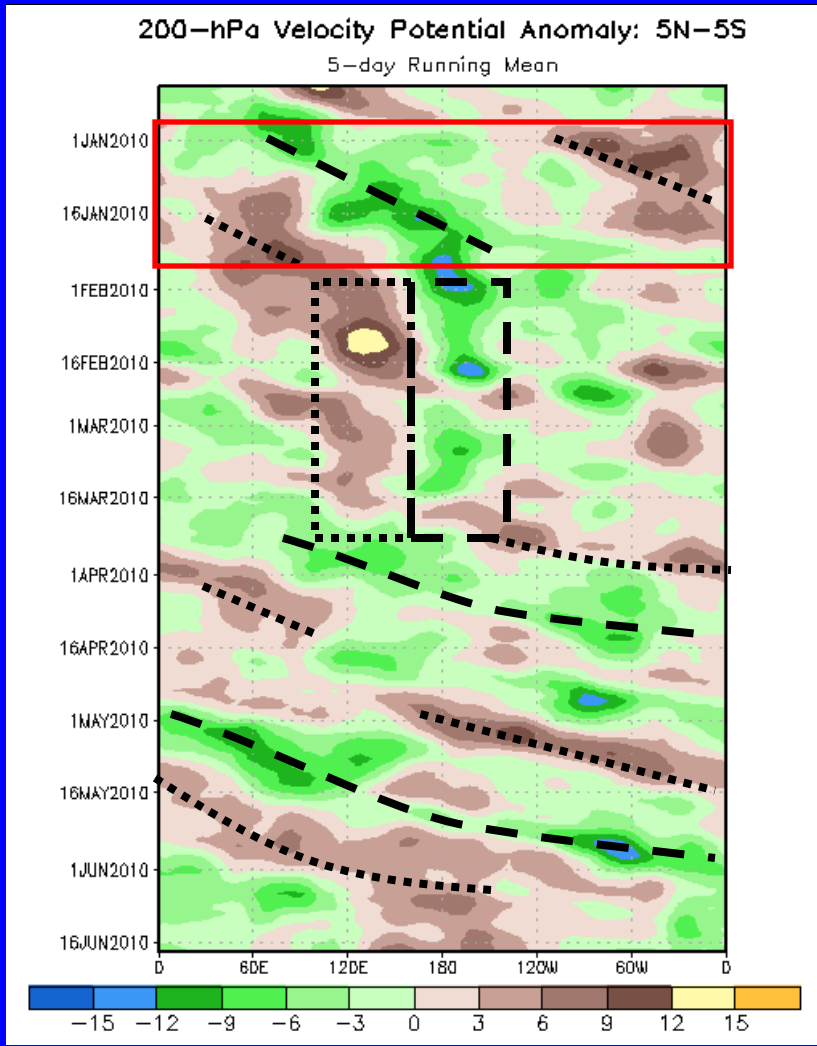 200-hPa Velocity Potential Anomaly: 5N-5S
5-day Running Mean
1JAN2010
16JAN2010
1FEB2010
16FEB2010
1MAR2010
16MAR2010
1APR2010
16APR2010
1MAY2010
16MAY2010
1JUN2010
16JUN2010
0 60E 120E 180 120W 60W 0
-15 -12 -9 -6 -3 0 3 6 9 12 15